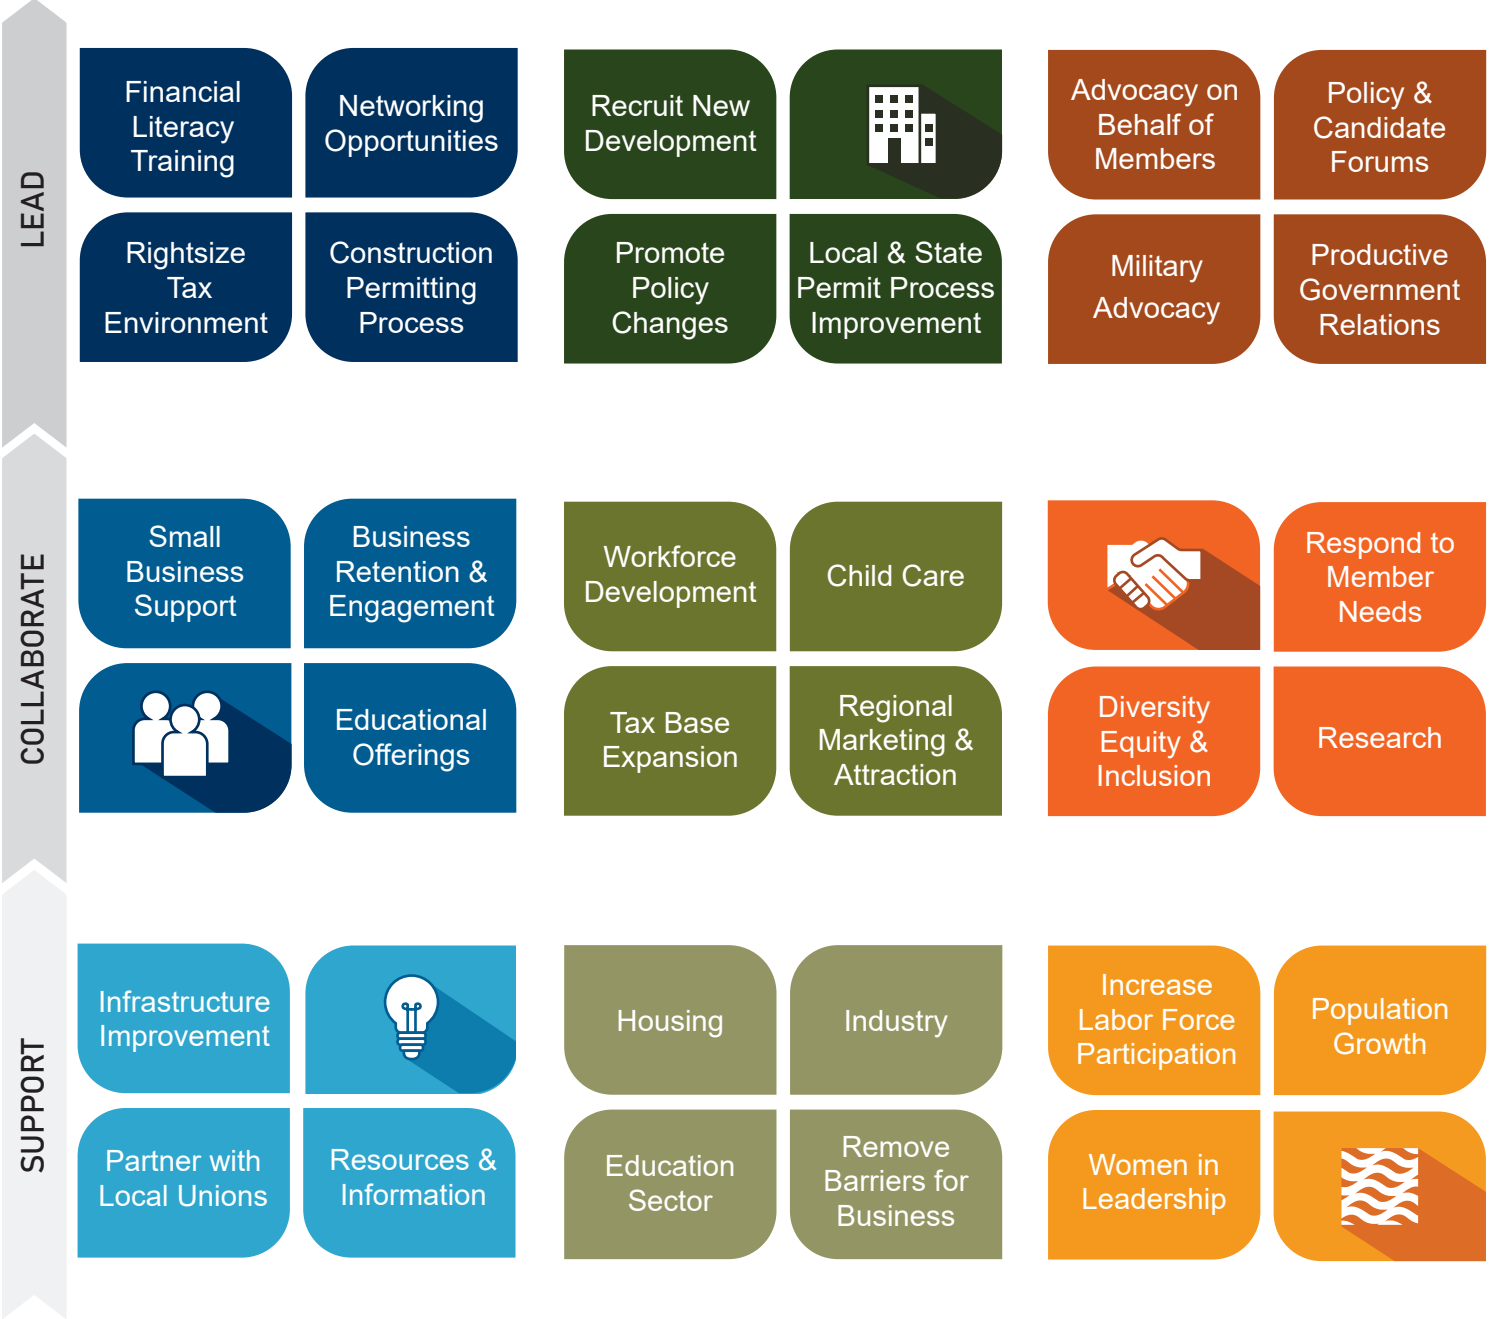 LEAD
Financial
Literacy
Training
Networking
Opportunities
Rightsize
Tax
Environment
Construction
Permitting
Process
Recruit New
Development
Promote
Policy
Changes
Local & State
Permit Process
Improvement
Advocacy on
Behalf of
Members
Policy &
Candidate
Forums
Military
Advocacy
Productive
Government
Relations
COLLABORATE
Small
Business
Support
Business
Retention &
Engagement
Educational
Offerings
Workforce
Development
Child Care
Tax Base
Expansion
Regional
Marketing &
Attraction
Respond to
Member
Needs
Diversity
Equity &
Inclusion
Research
SUPPORT
Infrastructure
Improvement
Partner with
Local Unions
Resources &
Information
Housing
Industry
Education
Sector
Remove
Barriers for
Business
Increase
Labor Force
Participation
Population
Growth
Women in
Leadership